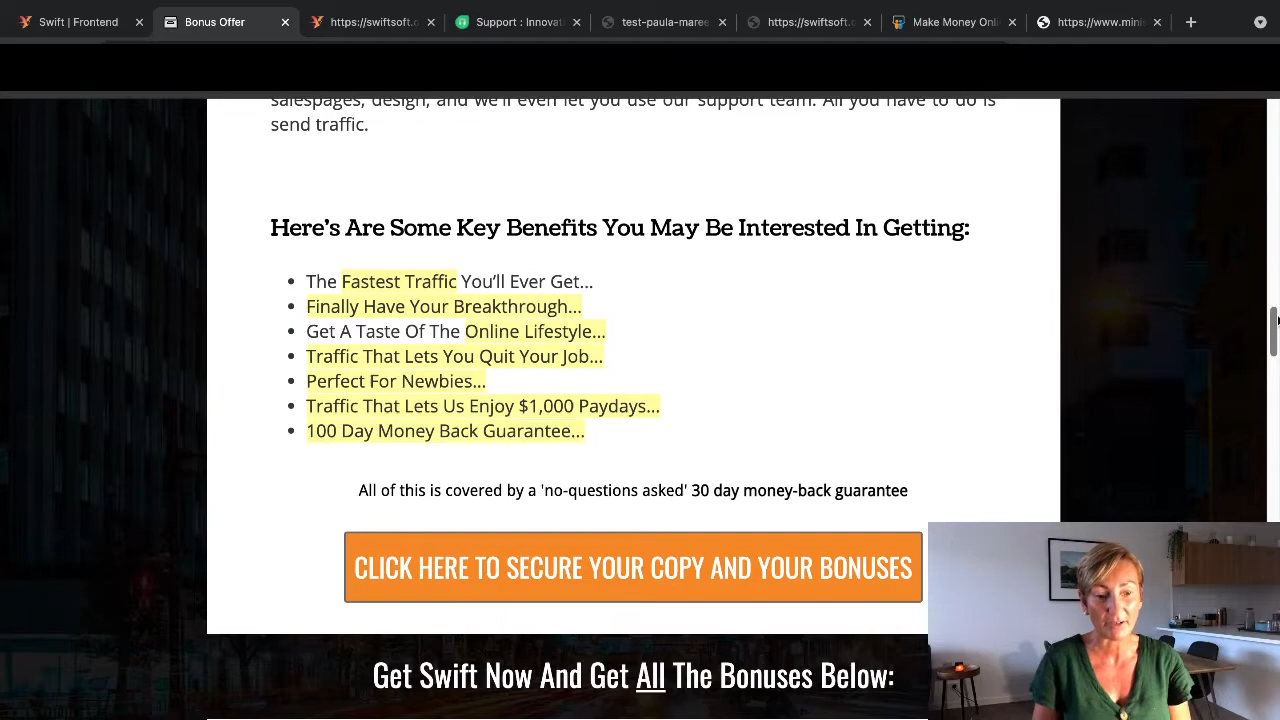 Swift | Frontend
Bonus Offer
https://swiftsoft.c
Support : Innovat
test-paula-maree
https://swiftsoft.c
Make Money Onli
https://www.mini
salespages, design, and we'll even let you use our support team. All you have to do is
send traffic.
Here's Are Some Key Benefits You May Be Interested In Getting:
The Fastest Traffic You'll Ever Get...
Finally Have Your Breakthrough...
Get A Taste Of The Online Lifestyle...
Traffic That Lets You Quit Your Job...
Perfect For Newbies...
Traffic That Lets Us Enjoy $1,000 Paydays...
100 Day Money Back Guarantee...
All of this is covered by a 'no-questions asked' 30 day money-back guarantee
CLICK HERE TO SECURE YOUR COPY AND YOUR BONUSES
Get Swift Now And Get All The Bonuses Below: